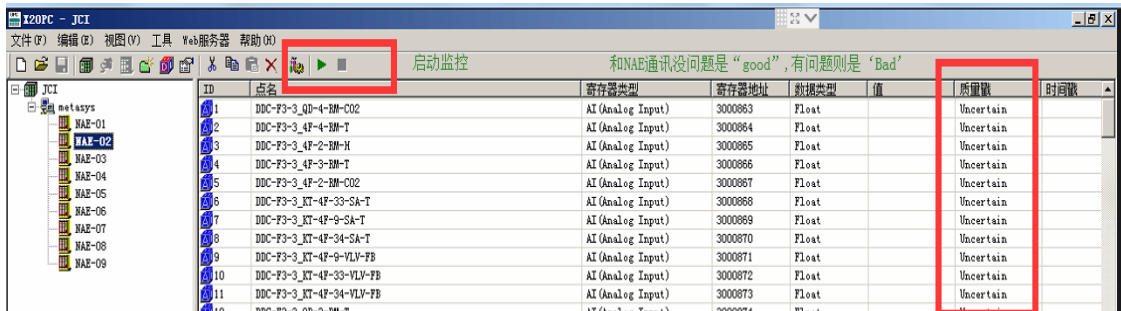 X2OPC - JCI
文件(F) 编辑(E) 视图(V) 工具 Web服务器 帮助(H)
启动监控
和NAE通讯没问题是“good”,有问题则是‘Bad’
JCI
metasys
NAE-01
NAE-02
NAE-03
NAE-04
NAE-05
NAE-06
NAE-07
NAE-08
NAE-09
ID 点名 寄存器类型 寄存器地址 数据类型 值 质量戳 时间戳
1 DDC-F3-3_QD-4-RM-CO2 AI(Analog Input) 3000863 Float Uncertain
2 DDC-F3-3_4F-4-RM-T AI(Analog Input) 3000864 Float Uncertain
3 DDC-F3-3_4F-2-RM-H AI(Analog Input) 3000865 Float Uncertain
4 DDC-F3-3_4F-3-RM-T AI(Analog Input) 3000866 Float Uncertain
5 DDC-F3-3_4F-2-RM-CO2 AI(Analog Input) 3000867 Float Uncertain
6 DDC-F3-3_KT-4F-33-SA-T AI(Analog Input) 3000868 Float Uncertain
7 DDC-F3-3_KT-4F-9-SA-T AI(Analog Input) 3000869 Float Uncertain
8 DDC-F3-3_KT-4F-34-SA-T AI(Analog Input) 3000870 Float Uncertain
9 DDC-F3-3_KT-4F-9-VLV-FB AI(Analog Input) 3000871 Float Uncertain
10 DDC-F3-3_KT-4F-33-VLV-FB AI(Analog Input) 3000872 Float Uncertain
11 DDC-F3-3_KT-4F-34-VLV-FB AI(Analog Input) 3000873 Float Uncertain